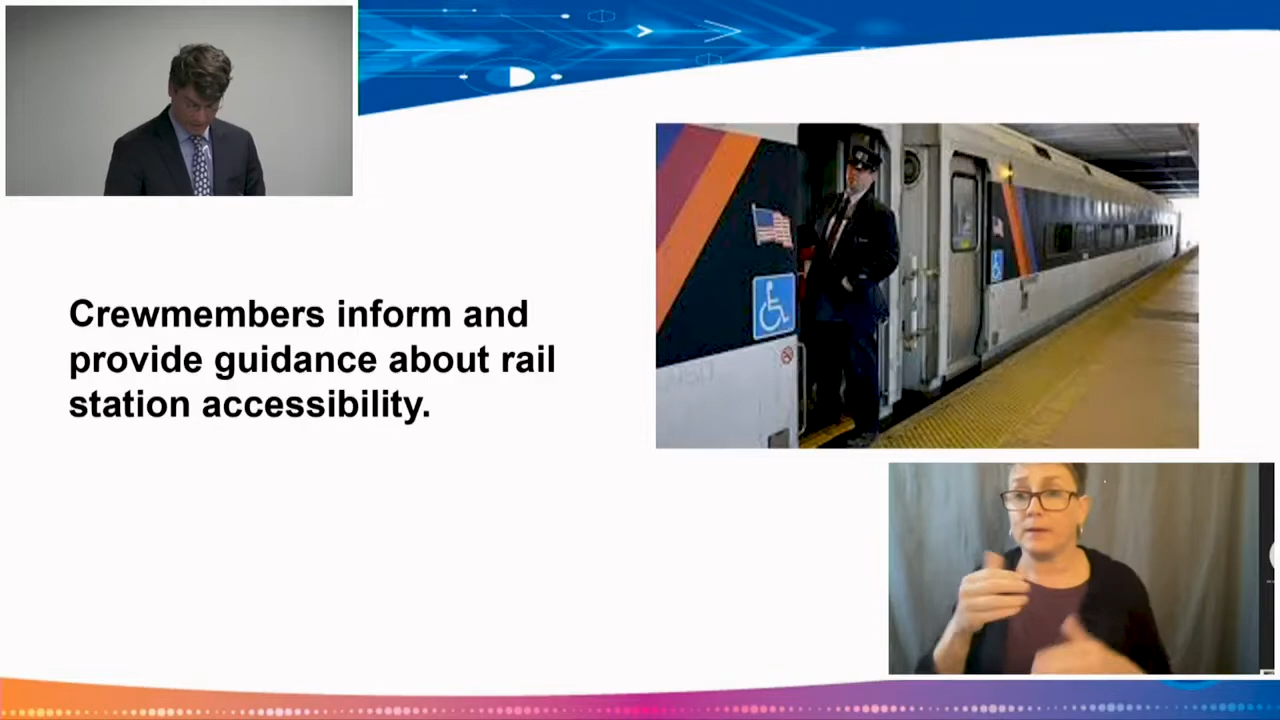 Crewmembers inform and
provide guidance about rail
station accessibility.